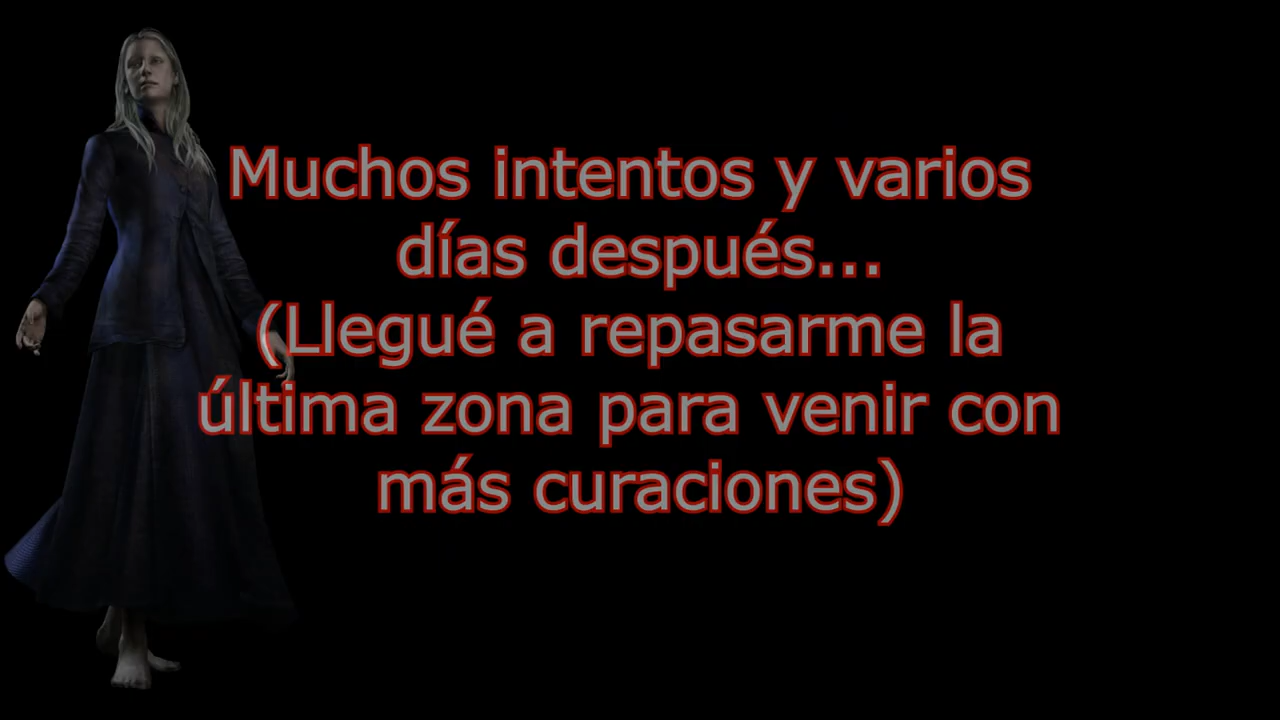 Muchos intentos y varios
días después...
(Llegué a repasarme la
última zona para venir con
más curaciones)